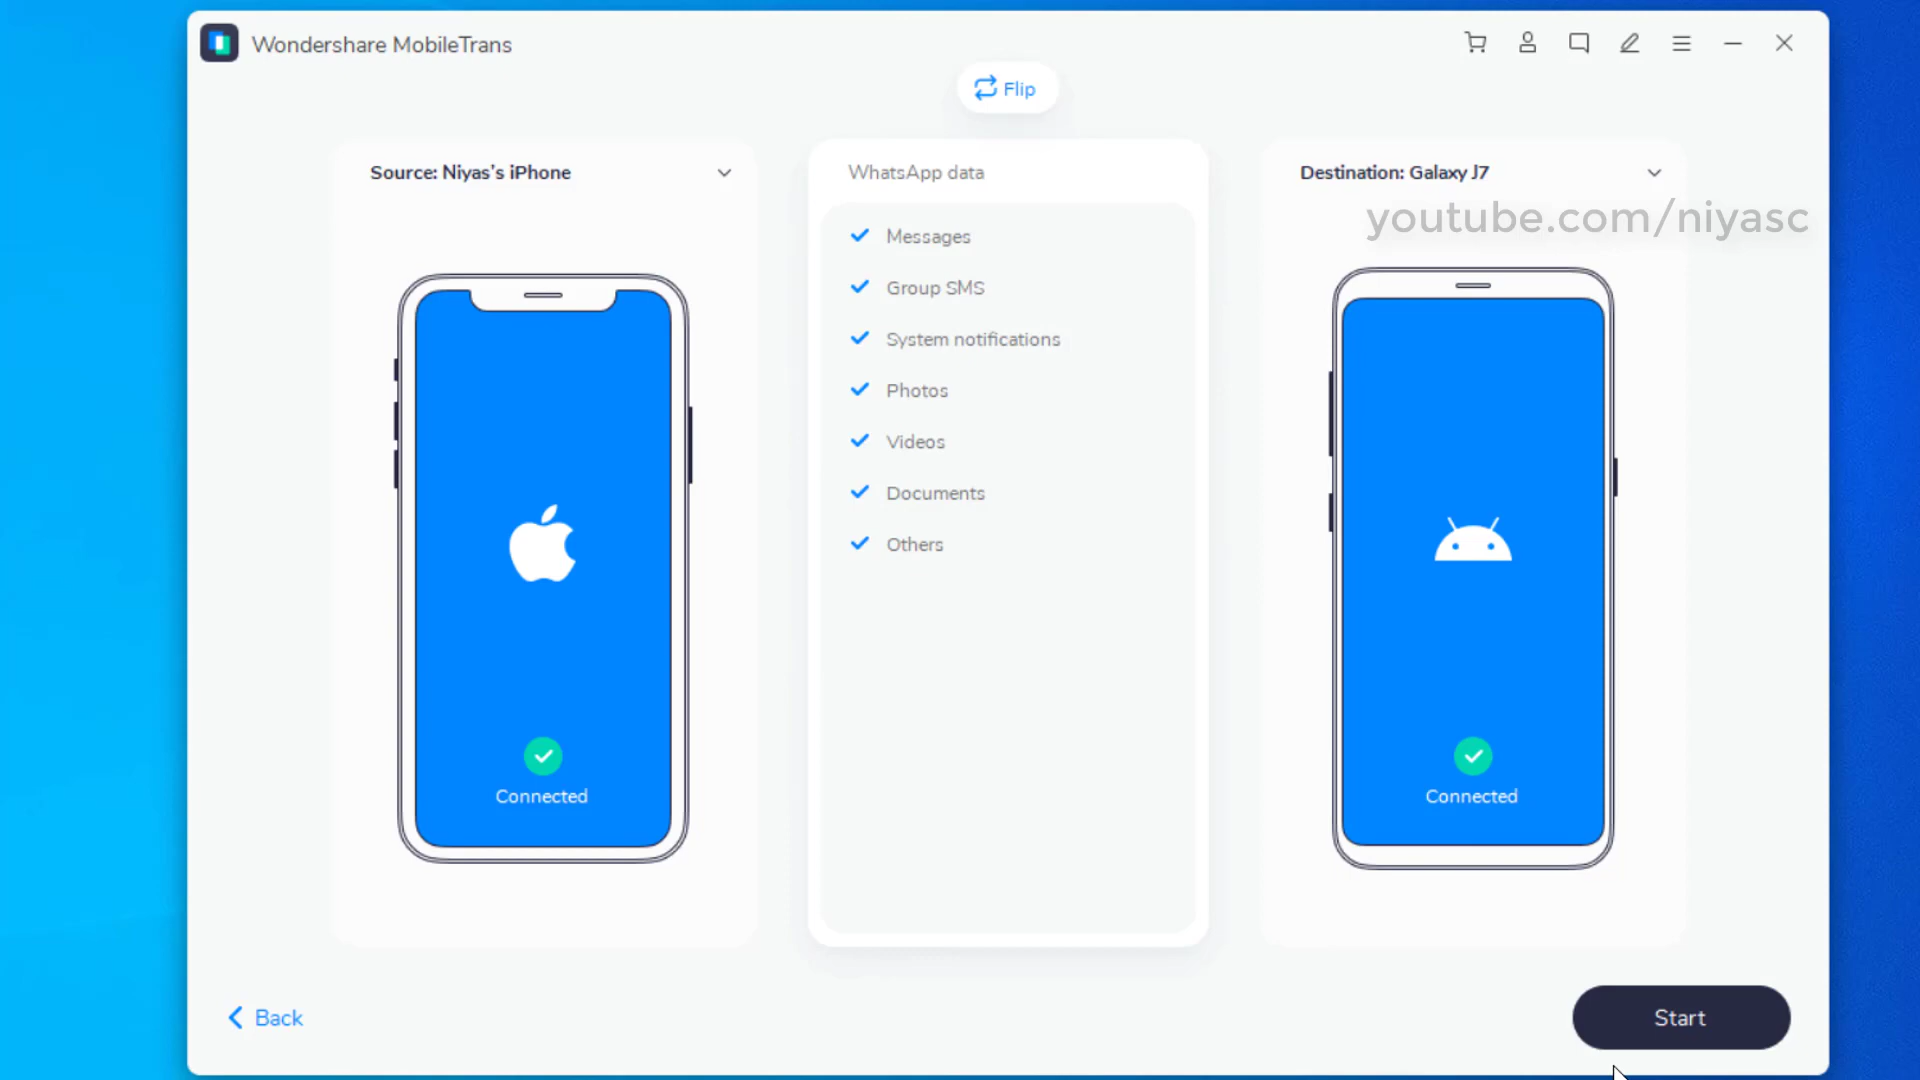 Wondershare MobileTrans
Flip
Source: Niyas's iPhone
WhatsApp data
Destination: Galaxy J7
youtube.com/niyasc
Messages
Group SMS
System notifications
Photos
Videos
Documents
Others
Connected
Connected
Back
Start